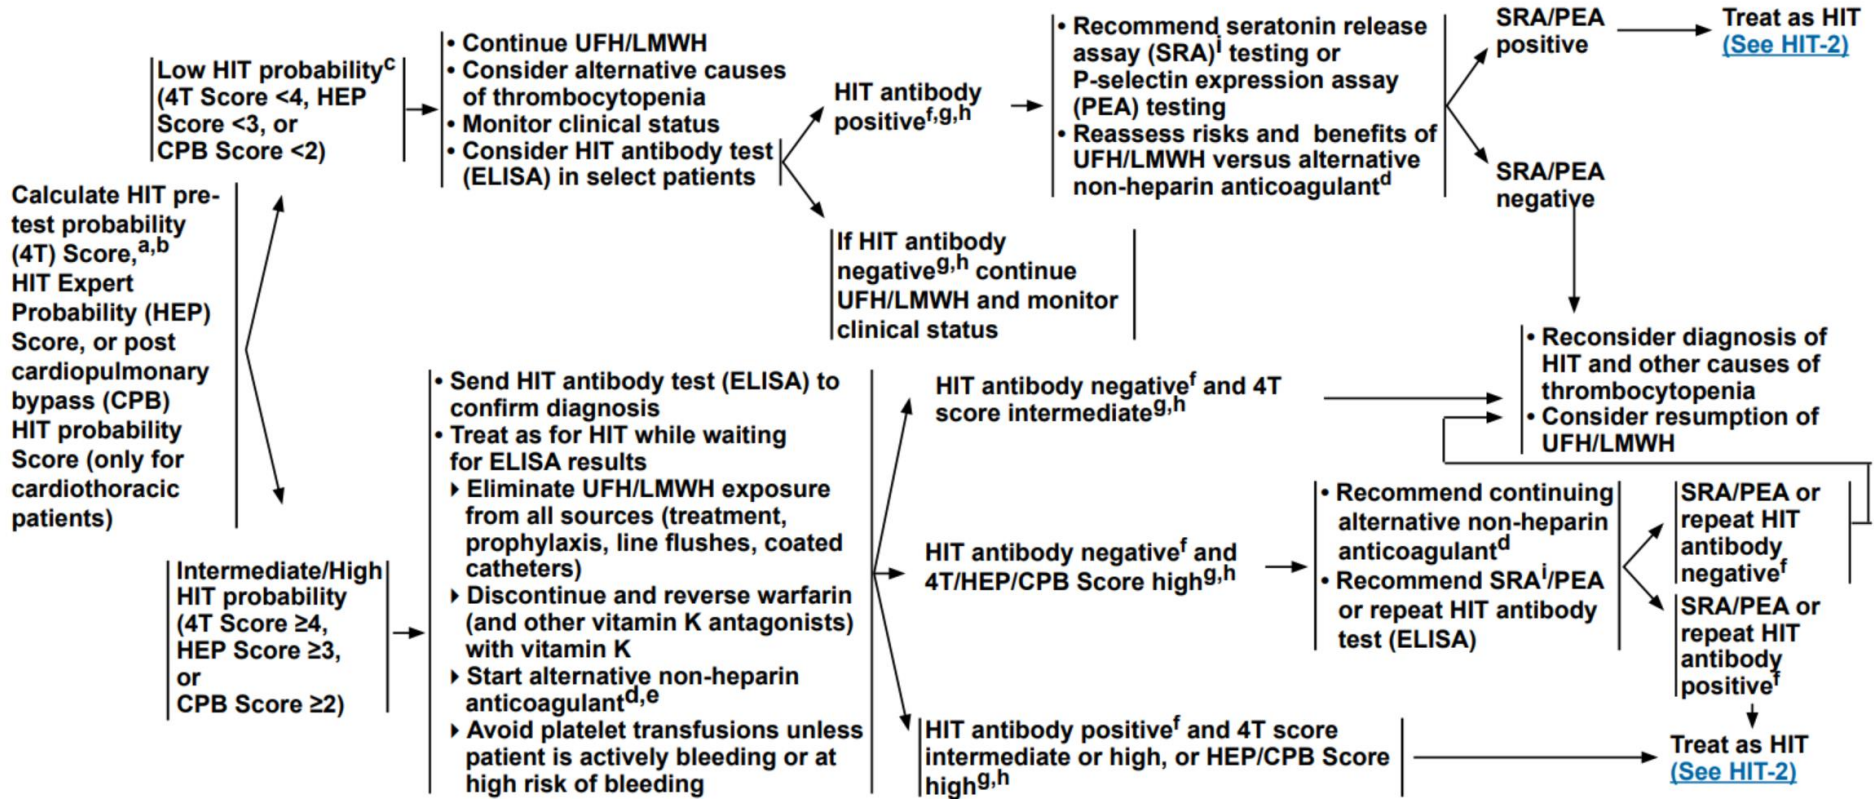 Calculate HIT pre-
test probability
(4T) Score,a,b
HIT Expert
Probability (HEP)
Score, or post
cardiopulmonary
bypass (CPB)
HIT probability
Score (only for
cardiothoracic
patients)
Low HIT probabilityc
(4T Score <4, HEP
Score <3, or
CPB Score <2)
• Continue UFH/LMWH
• Consider alternative causes
of thrombocytopenia
• Monitor clinical status
• Consider HIT antibody test
(ELISA) in select patients
HIT antibody
positivef,g,h
• Recommend seratonin release
assay (SRA)i testing or
P-selectin expression assay
(PEA) testing
• Reassess risks and benefits of
UFH/LMWH versus alternative
non-heparin anticoagulantd
SRA/PEA
positive
Treat as HIT
(See HIT-2)
SRA/PEA
negative
If HIT antibody
negativeg,h continue
UFH/LMWH and monitor
clinical status
• Reconsider diagnosis of
HIT and other causes of
thrombocytopenia
• Consider resumption of
UFH/LMWH
Intermediate/High
HIT probability
(4T Score ≥4,
HEP Score ≥3,
or
CPB Score ≥2)
• Send HIT antibody test (ELISA) to
confirm diagnosis
• Treat as for HIT while waiting
for ELISA results
▸ Eliminate UFH/LMWH exposure
from all sources (treatment,
prophylaxis, line flushes, coated
catheters)
▸ Discontinue and reverse warfarin
(and other vitamin K antagonists)
with vitamin K
▸ Start alternative non-heparin
anticoagulantd,e
▸ Avoid platelet transfusions unless
patient is actively bleeding or at
high risk of bleeding
HIT antibody negativef and 4T
score intermediateg,h
HIT antibody negativef and
4T/HEP/CPB Score highg,h
• Recommend continuing
alternative non-heparin
anticoagulantd
• Recommend SRAi/PEA
or repeat HIT antibody
test (ELISA)
SRA/PEA or
repeat HIT
antibody
negativef
SRA/PEA or
repeat HIT
antibody
positivef
HIT antibody positivef and 4T score
intermediate or high, or HEP/CPB Score
highg,h
Treat as HIT
(See HIT-2)